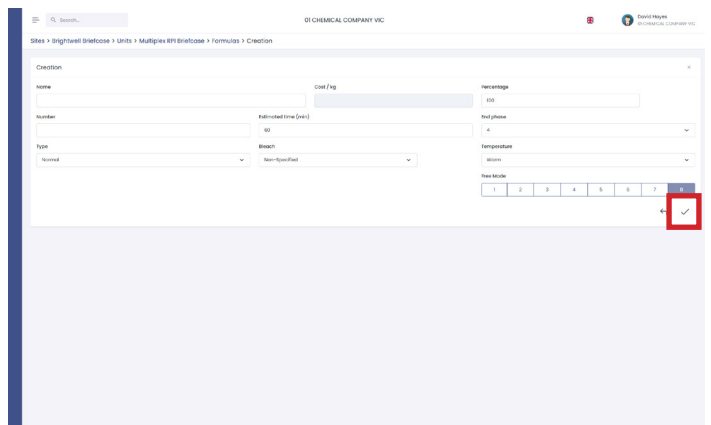 Search...
01 CHEMICAL COMPANY VIC
David Hayes
01 CHEMICAL COMPANY VIC
Sites > Brightwell Briefcase > Units > Multiplex RPI Briefcase > Formulas > Creation
Creation
Name
Cost / kg
Percentage
100
Number
Estimated time (min)
End phase
60
4
Type
Bleach
Temperature
Normal
Non-Specified
Warm
Free Mode
1 2 3 4 5 6 7 8